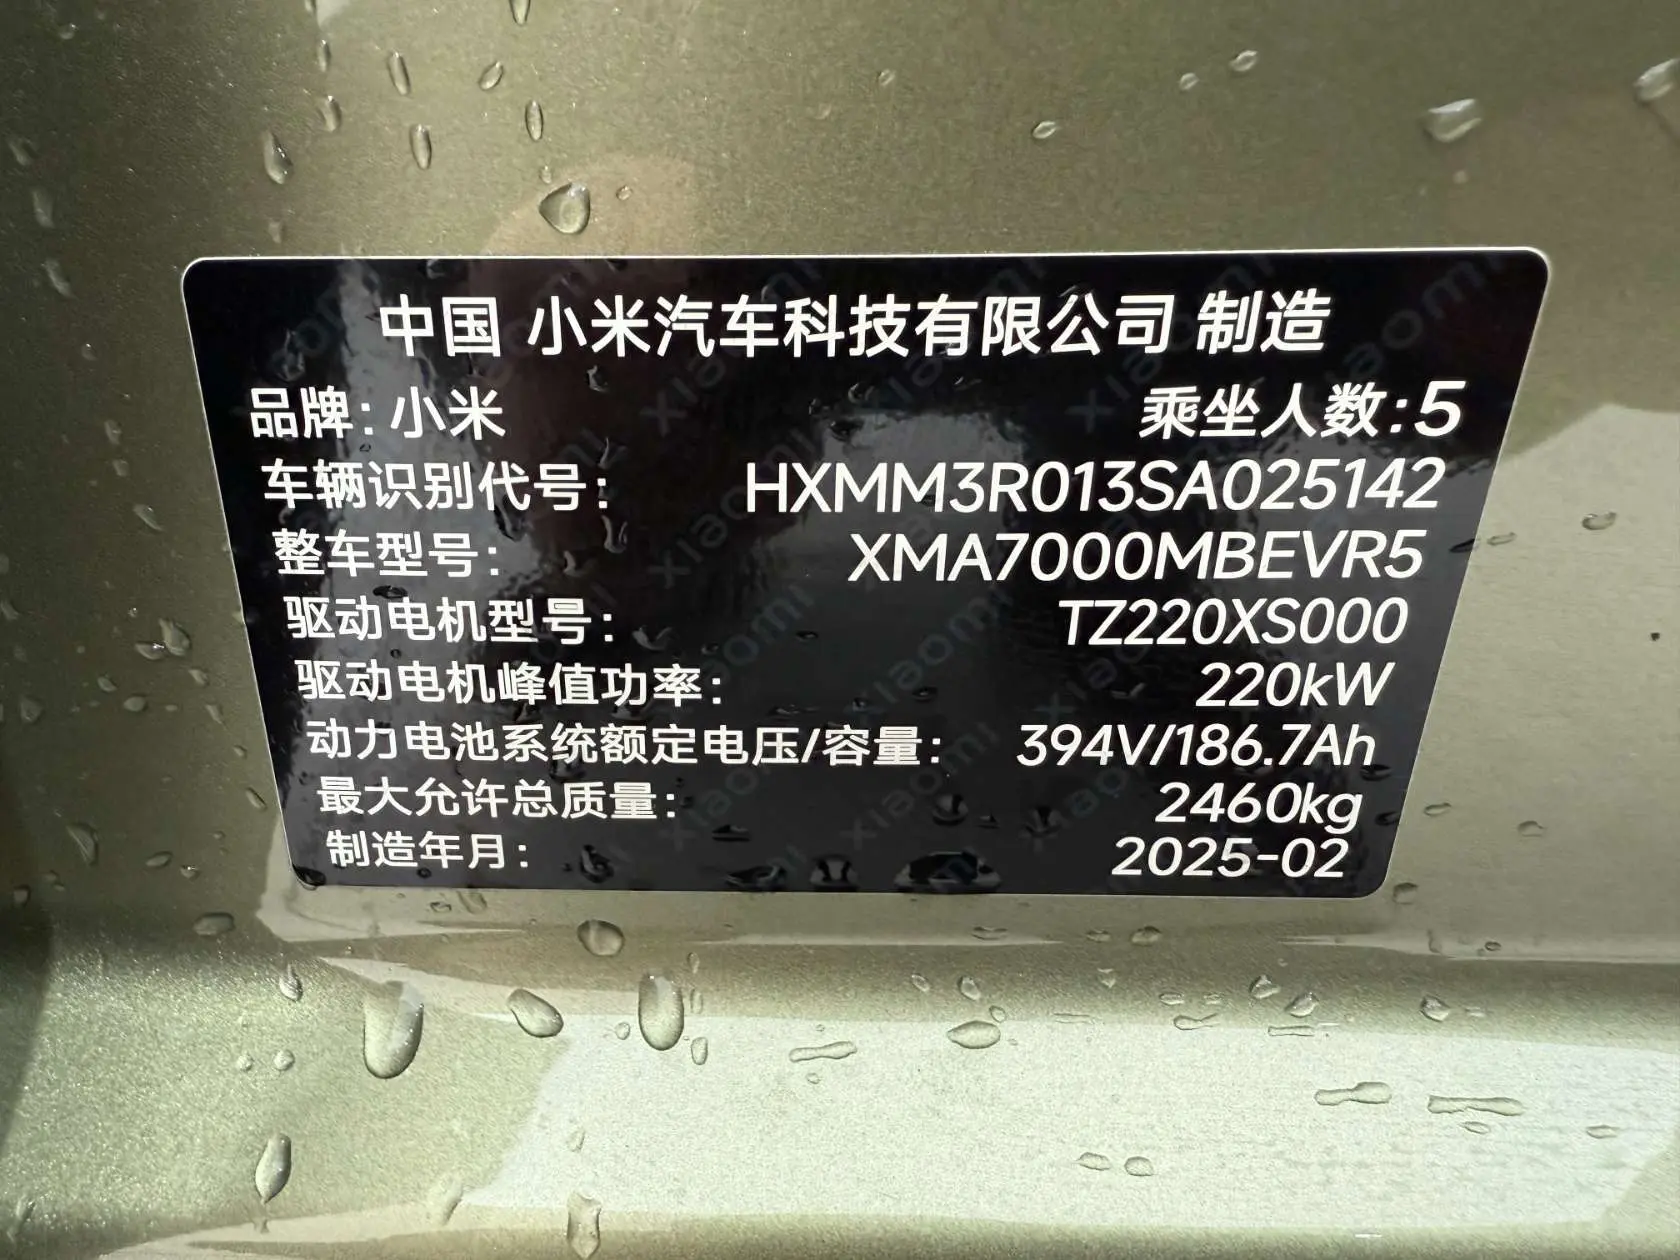 中国 小米汽车科技有限公司 制造
品牌：小米 乘坐人数：5
车辆识别代号： HXMM3R013SA025142
整车型号： XMA7000MBEVR5
驱动电机型号： TZ220XS000
驱动电机峰值功率： 220kW
动力电池系统额定电压/容量： 394V/186.7Ah
最大允许总质量： 2460kg
制造年月： 2025-02